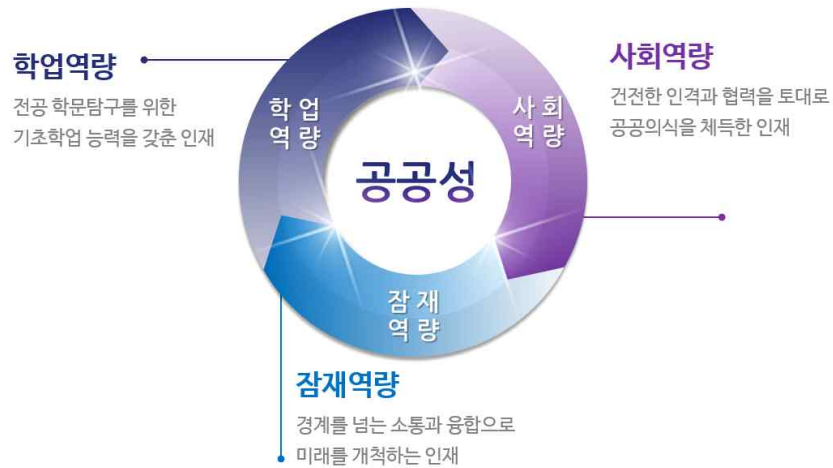 학업역량
전공 학문탐구를 위한
기초학업 능력을 갖춘 인재
학 업
역 량
공공성
사 회
역 량
사회역량
건전한 인격과 협력을 토대로
공공의식을 체득한 인재
잠 재
역 량
잠재역량
경계를 넘는 소통과 융합으로
미래를 개척하는 인재